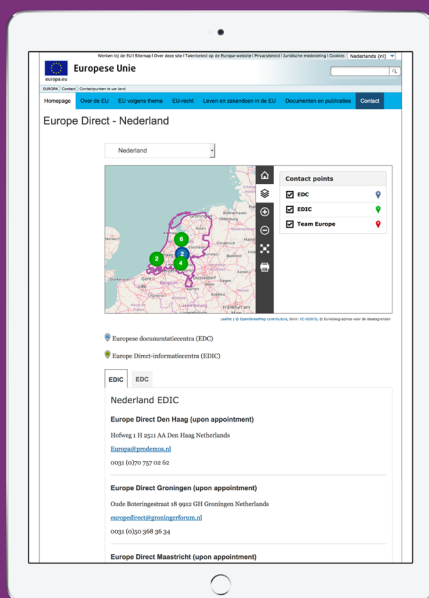 Werken bij de EU | Sitemap | Over deze site | Talenbeleid op de Europa-website | Privacybeleid | Juridische mededeling | Cookies
Nederlands (nl)
Europese Unie
europa.eu
EUROPA / Contact / Contactpunten in uw land
Homepage
Over de EU
EU volgens thema
EU-recht
Leven en zakendoen in de EU
Documenten en publicaties
Contact
Europe Direct - Nederland
Nederland
Contact points
EDC
EDIC
Team Europe
6
2
2
4
Europese documentatiecentra (EDC)
Europe Direct-informatiecentra (EDIC)
EDIC
EDC
Nederland EDIC
Europe Direct Den Haag (upon appointment)
Hofweg 1 H 2511 AA Den Haag Netherlands
Europa@prodemos.nl
0031 (0)70 757 02 62
Europe Direct Groningen (upon appointment)
Oude Boteringestraat 18 9912 GH Groningen Netherlands
europedirect@groningerforum.nl
0031 (0)50 368 36 34
Europe Direct Maastricht (upon appointment)